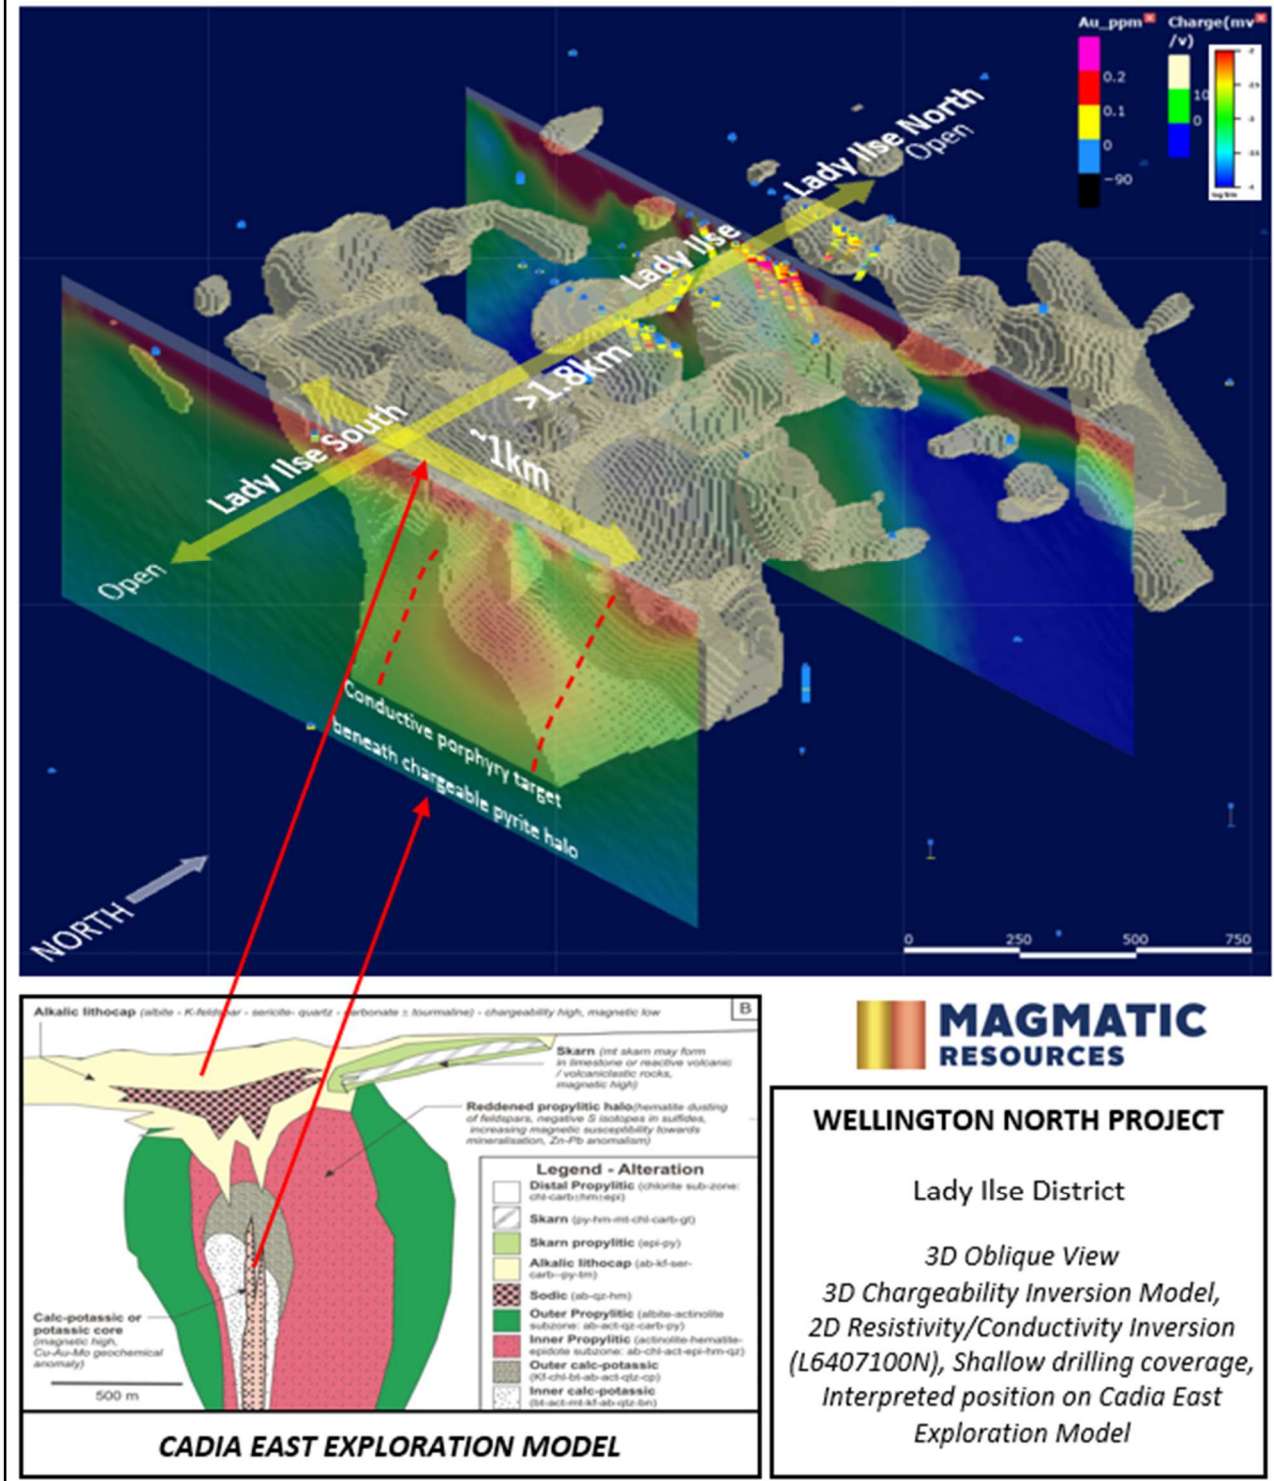 Au_ppm
Charge(mv
/v)
0.2
0.1
0
-90
10
0
Lady Ilse North
Open
Lady Ilse
>1.8km
~1km
Lady Ilse South
Open
Conductive porphyry target
beneath chargeable pyrite halo
NORTH
0 250 500 750
Alkalic lithocap (albite - K-feldspar - sericite- quartz - carbonate ± tourmaline) - chargeability high, magnetic low
B
Skarn (mt skarn may form
in limestone or reactive volcanic
/ volcaniclastic rocks,
magnetic high)
Reddened propylitic halo(hematite dusting
of feldspars, negative S isotopes in sulfides,
increasing magnetic susceptibility towards
mineralisation, Zn-Pb anomalism)
Calc-potassic or
potassic core
(magnetic high,
Cu-Au-Mo geochemical
anomaly)
500 m
Legend - Alteration
Distal Propylitic (chlorite sub-zone:
chl-carb±hm±epi)
Skarn (py-hm-mt-chl-carb-gt)
Skarn propylitic (epi-py)
Alkalic lithocap (ab-kf-ser-
carb--py-tm)
Sodic (ab-qz-hm)
Outer Propylitic (albite-actinolite
subzone: ab-act-qz-carb-py)
Inner Propylitic (actinolite-hematite-
epidote subzone: ab-chl-act-epi-hm-qz)
Outer calc-potassic
(Kf-chl-bt-ab-act-qtz-cp)
Inner calc-potassic
(bt-act-mt-kf-ab-qtz-bn)
CADIA EAST EXPLORATION MODEL
MAGMATIC
RESOURCES
WELLINGTON NORTH PROJECT
Lady Ilse District
3D Oblique View
3D Chargeability Inversion Model,
2D Resistivity/Conductivity Inversion
(L6407100N), Shallow drilling coverage,
Interpreted position on Cadia East
Exploration Model